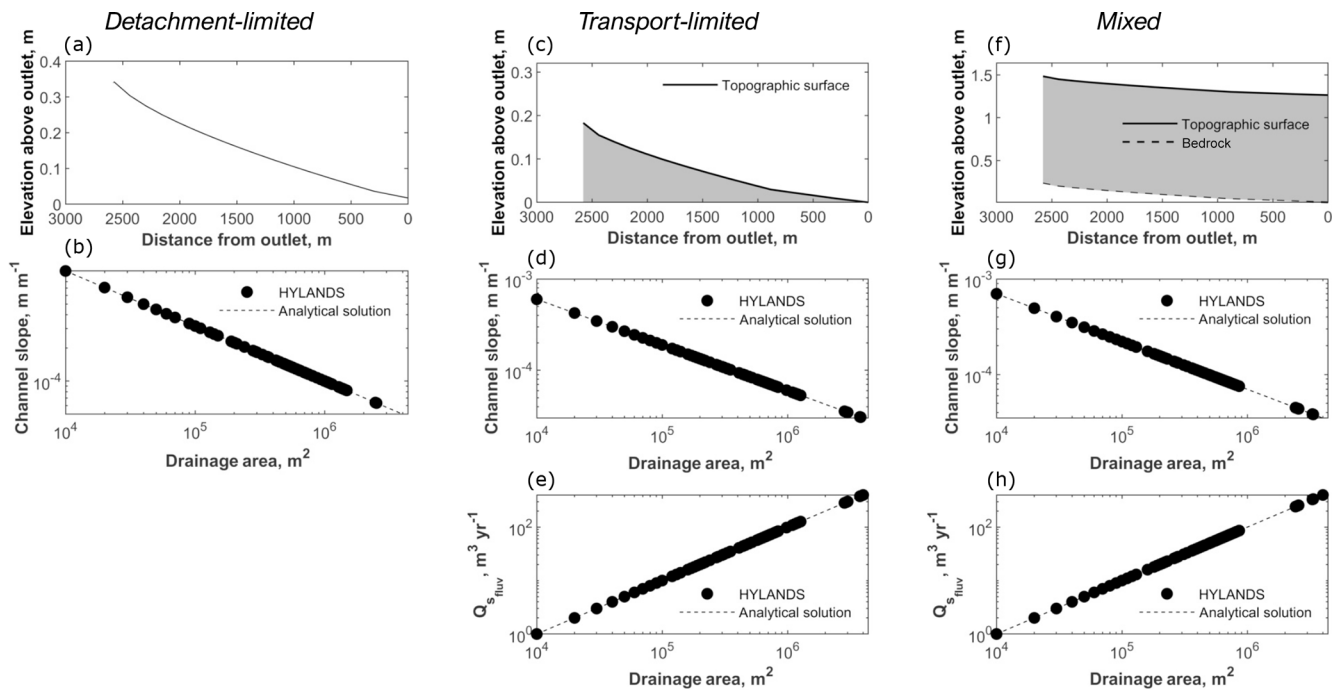 Detachment-limited
Transport-limited
Mixed
(a)
Elevation above outlet, m
0.4
0.3
0.2
0.1
0
3000 2500 2000 1500 1000 500 0
Distance from outlet, m
(c)
Elevation above outlet, m
0.3
0.2
0.1
0
Topographic surface
3000 2500 2000 1500 1000 500 0
Distance from outlet, m
(f)
Elevation above outlet, m
1.5
1
0.5
Topographic surface
Bedrock
3000 2500 2000 1500 1000 500 0
Distance from outlet, m
(b)
Channel slope, m m⁻¹
10⁻⁴
HYLANDS
Analytical solution
10⁴ 10⁵ 10⁶
Drainage area, m²
(d)
Channel slope, m m⁻¹
10⁻³
10⁻⁴
HYLANDS
Analytical solution
10⁴ 10⁵ 10⁶
Drainage area, m²
(g)
Channel slope, m m⁻¹
10⁻³
10⁻⁴
HYLANDS
Analytical solution
10⁴ 10⁵ 10⁶
Drainage area, m²
(e)
Q_s_fluv, m³ yr⁻¹
10²
10⁰
HYLANDS
Analytical solution
10⁴ 10⁵ 10⁶
Drainage area, m²
(h)
Q_s_fluv, m³ yr⁻¹
10²
10⁰
HYLANDS
Analytical solution
10⁴ 10⁵ 10⁶
Drainage area, m²